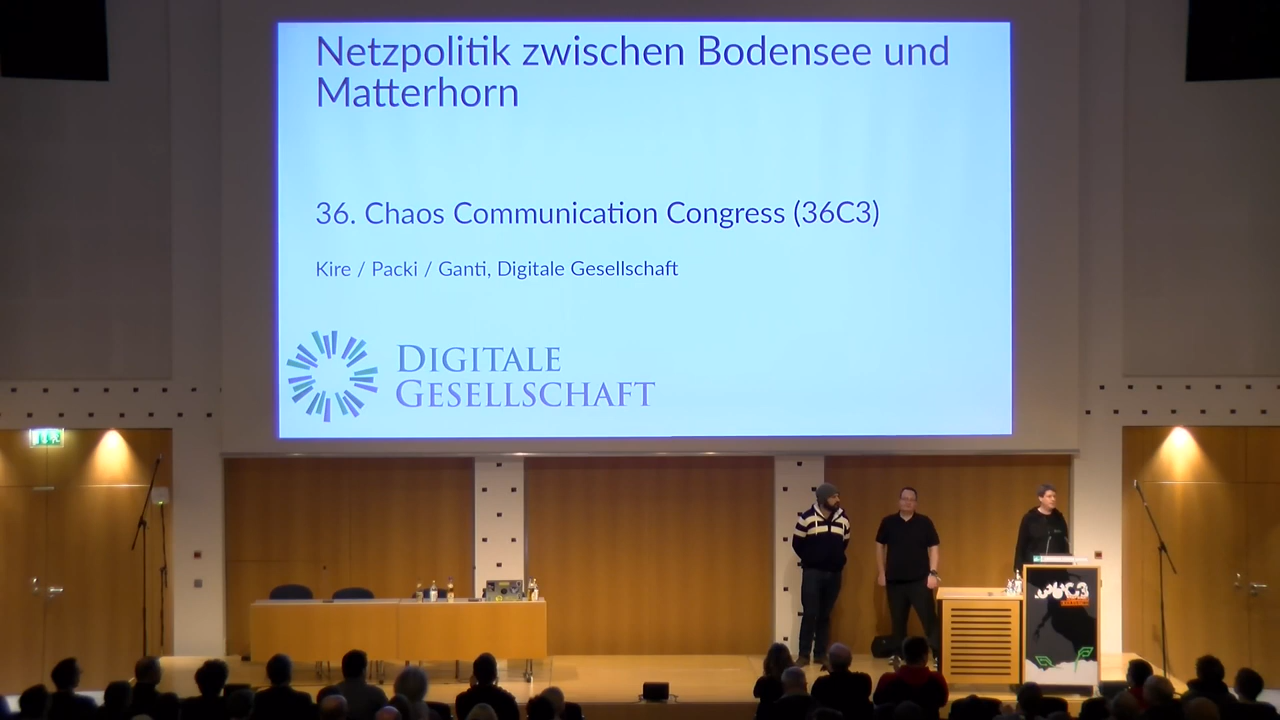 Netzpolitik zwischen Bodensee und
Matterhorn
36. Chaos Communication Congress (36C3)
Kire / Packi / Ganti, Digitale Gesellschaft
DIGITALE
GESELLSCHAFT